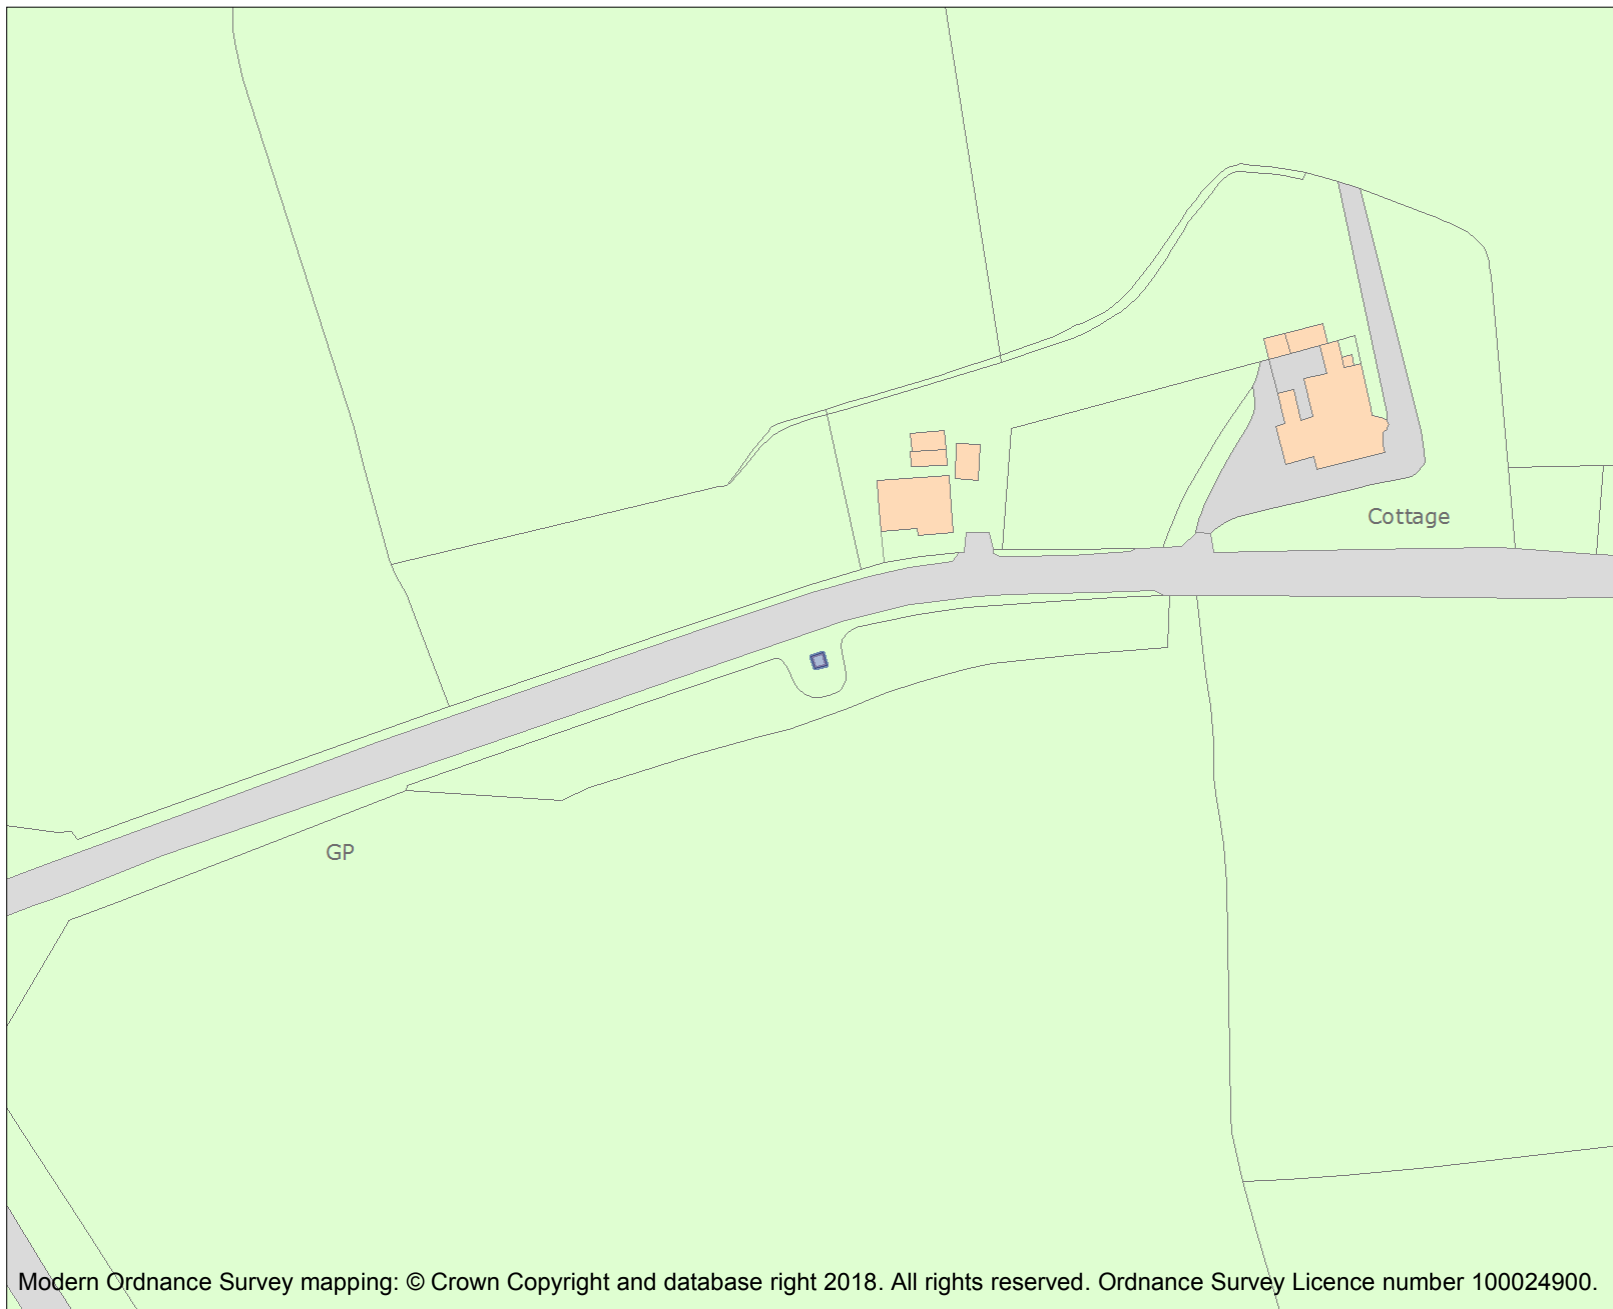 Cottage
GP
Modern Ordnance Survey mapping: © Crown Copyright and database right 2018. All rights reserved. Ordnance Survey Licence number 100024900.